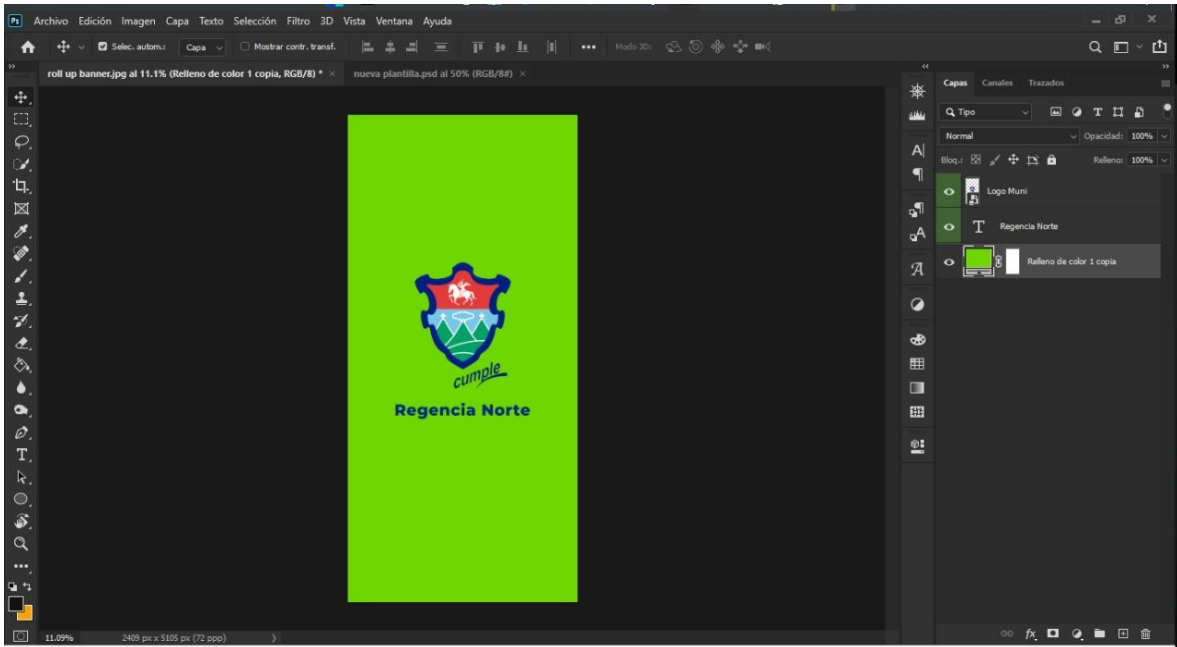 Ps Archivo Edición Imagen Capa Texto Selección Filtro 3D Vista Ventana Ayuda
Selec. autom.: Capa Mostrar contr. transf. Modo 3D:
roll up banner.jpg al 11.1% (Relleno de color 1 copia, RGB/8) * × nueva plantilla.psd al 50% (RGB/8#) ×
Capas Canales Trazados
Tipo
Normal Opacidad: 100%
Bloq.: Relleno: 100%
Logo Muni
T Regencia Norte
Relleno de color 1 copia
cumple
Regencia Norte
11.09% 2409 px x 5105 px (72 ppp)
fx